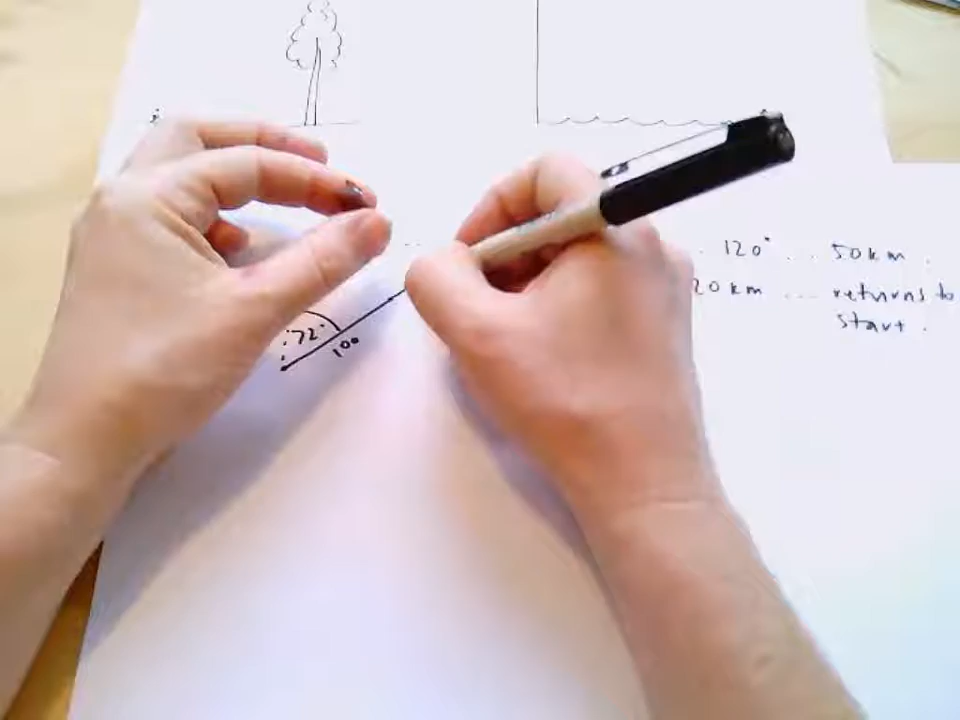 . 120° .. 50km .
20km ... returns to
start .
72°
100